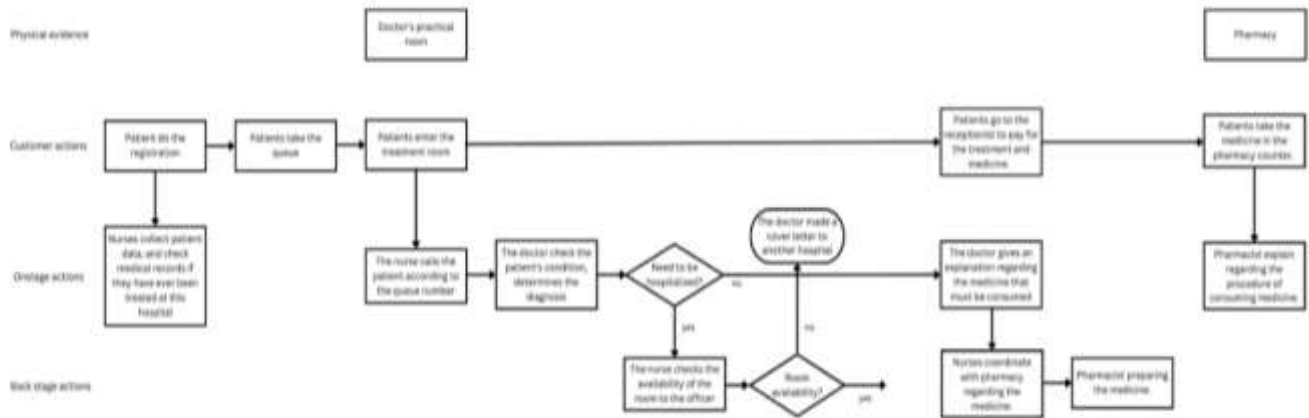 Physical evidence
Doctor's practical
room
Pharmacy
Customer actions
Patient do the
registration
Patients take the
queue
Patients enter the
treatment room
Patients go to the
receptionist to pay for
the treatment and
medicine
Patients take the
medicine in the
pharmacy counter.
Onstage actions
Nurses collect patient
data, and check
medical records if
they have ever been
treated at this
hospital
The nurse calls the
patient according to
the queue number
The doctor check the
patient's condition,
determines the
diagnosis
Need to be
hospitalized?
no
yes
The doctor made a
cover letter to
another hospital
no
The doctor gives an
explanation regarding
the medicine that
must be consumed
Pharmacist explain
regarding the
procedure of
consuming medicine.
Back stage actions
The nurse checks the
availability of the
room to the officer
Room
availability?
yes
Nurses coordinate
with pharmacy
regarding the
medicine.
Pharmacist preparing
the medicine.